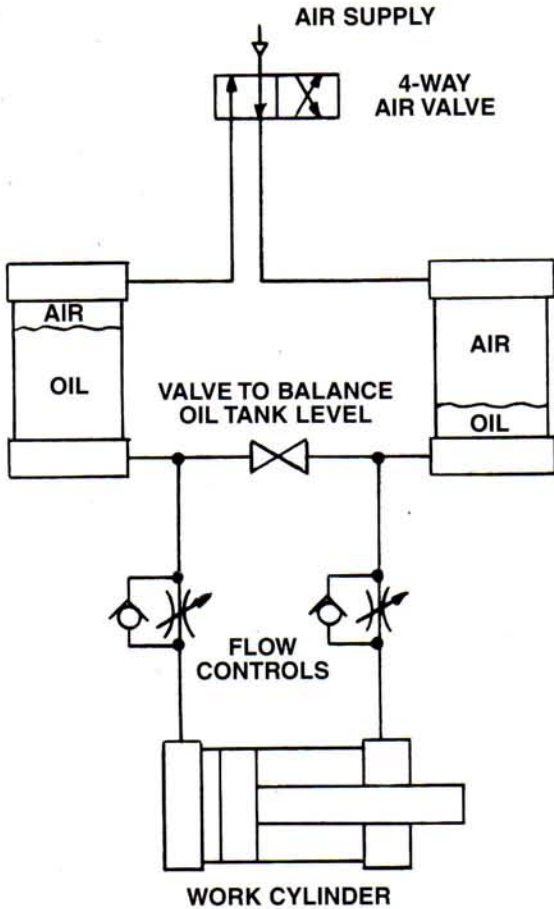 AIR SUPPLY
4-WAY
AIR VALVE
AIR
OIL
AIR
OIL
VALVE TO BALANCE
OIL TANK LEVEL
FLOW
CONTROLS
WORK CYLINDER